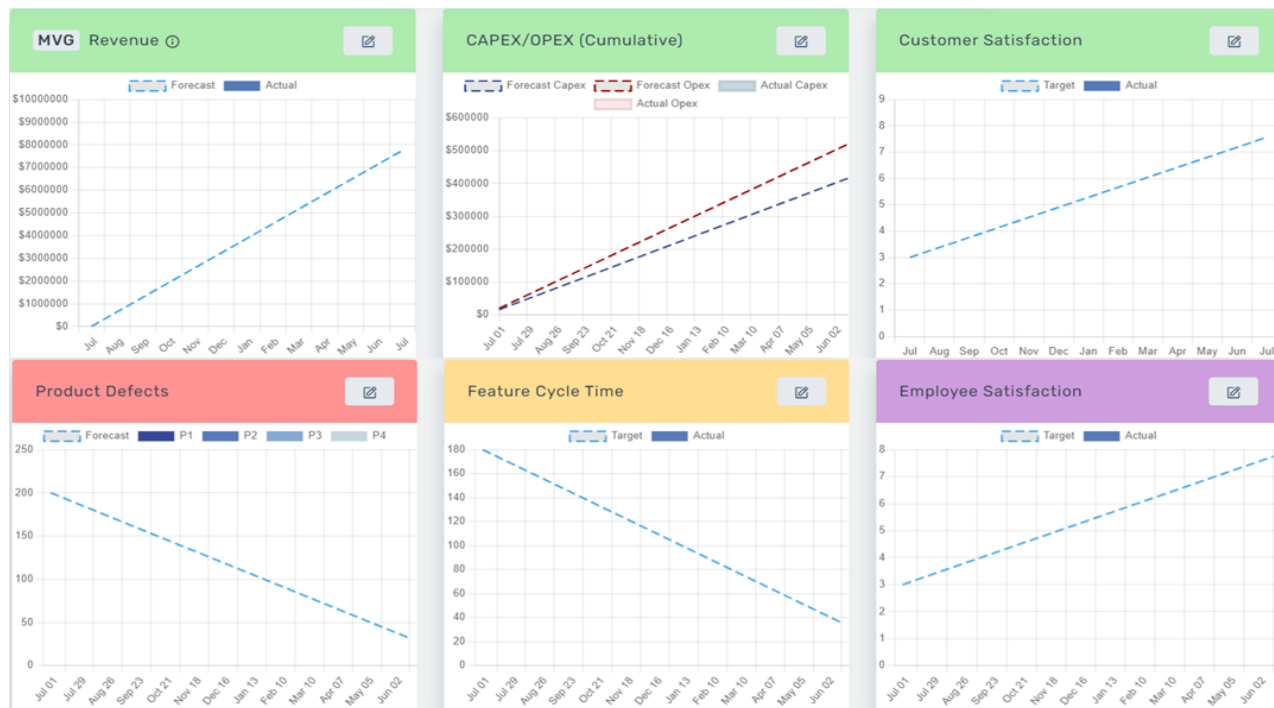 MVG Revenue
Forecast Actual
$10000000
$9000000
$8000000
$7000000
$6000000
$5000000
$4000000
$3000000
$2000000
$1000000
$0
Jul Aug Sep Oct Nov Dec Jan Feb Mar Apr May Jun Jul
CAPEX/OPEX (Cumulative)
Forecast Capex Forecast Opex Actual Capex
Actual Opex
$600000
$500000
$400000
$300000
$200000
$100000
$0
Jul 01 Jul 29 Aug 26 Sep 23 Oct 21 Nov 18 Dec 16 Jan 13 Feb 10 Mar 10 Apr 07 May 05 Jun 02
Customer Satisfaction
Target Actual
9
8
7
6
5
4
3
2
1
0
Jul Aug Sep Oct Nov Dec Jan Feb Mar Apr May Jun Jul
Product Defects
Forecast P1 P2 P3 P4
250
200
150
100
50
0
Jul 01 Jul 29 Aug 26 Sep 23 Oct 21 Nov 18 Dec 16 Jan 13 Feb 10 Mar 10 Apr 07 May 05 Jun 02
Feature Cycle Time
Target Actual
180
160
140
120
100
80
60
40
20
0
Jul 01 Jul 29 Aug 26 Sep 23 Oct 21 Nov 18 Dec 16 Jan 13 Feb 10 Mar 10 Apr 07 May 05 Jun 02
Employee Satisfaction
Target Actual
8
7
6
5
4
3
2
1
0
Jul 01 Jul 29 Aug 26 Sep 23 Oct 21 Nov 18 Dec 16 Jan 13 Feb 10 Mar 10 Apr 07 May 05 Jun 02